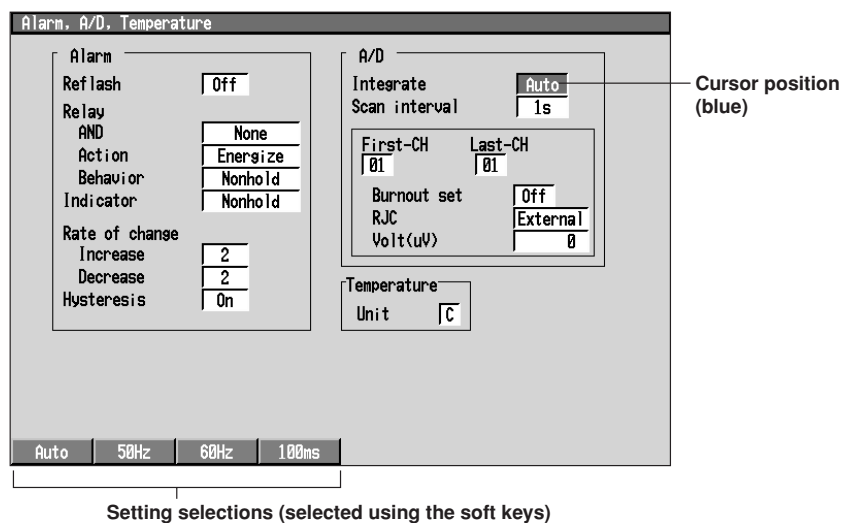 Alarm, A/D, Temperature
Alarm
Reflash Off
Relay
AND None
Action Energize
Behavior Nonhold
Indicator Nonhold
Rate of change
Increase 2
Decrease 2
Hysteresis On
A/D
Integrate Auto
Scan interval 1s
First-CH Last-CH
01 01
Burnout set Off
RJC External
Volt(uV) 0
Temperature
Unit C
Cursor position
(blue)
Auto 50Hz 60Hz 100ms
Setting selections (selected using the soft keys)